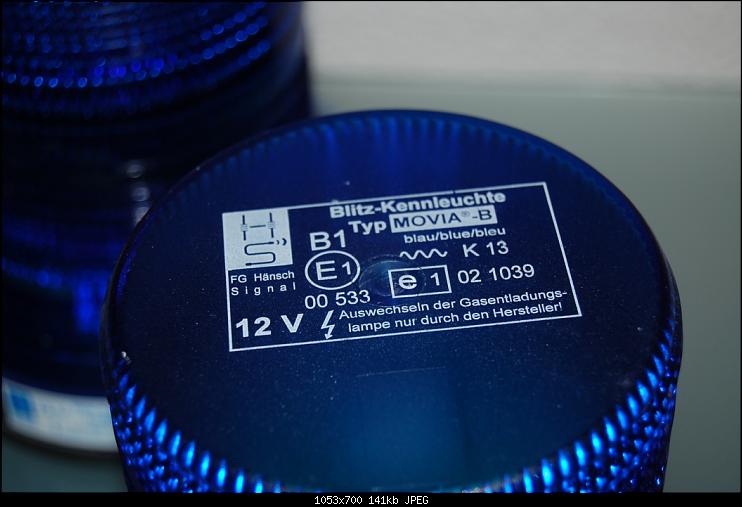 Blitz-Kennleuchte
Typ MOVIA®-B
HS
B1
blau/blue/bleu
E1
K 13
FG Hänsch
Signal
00 533
e 1
02 1039
12 V
Auswechseln der Gasentladungs-
lampe nur durch den Hersteller!
1053x700 141kb JPEG